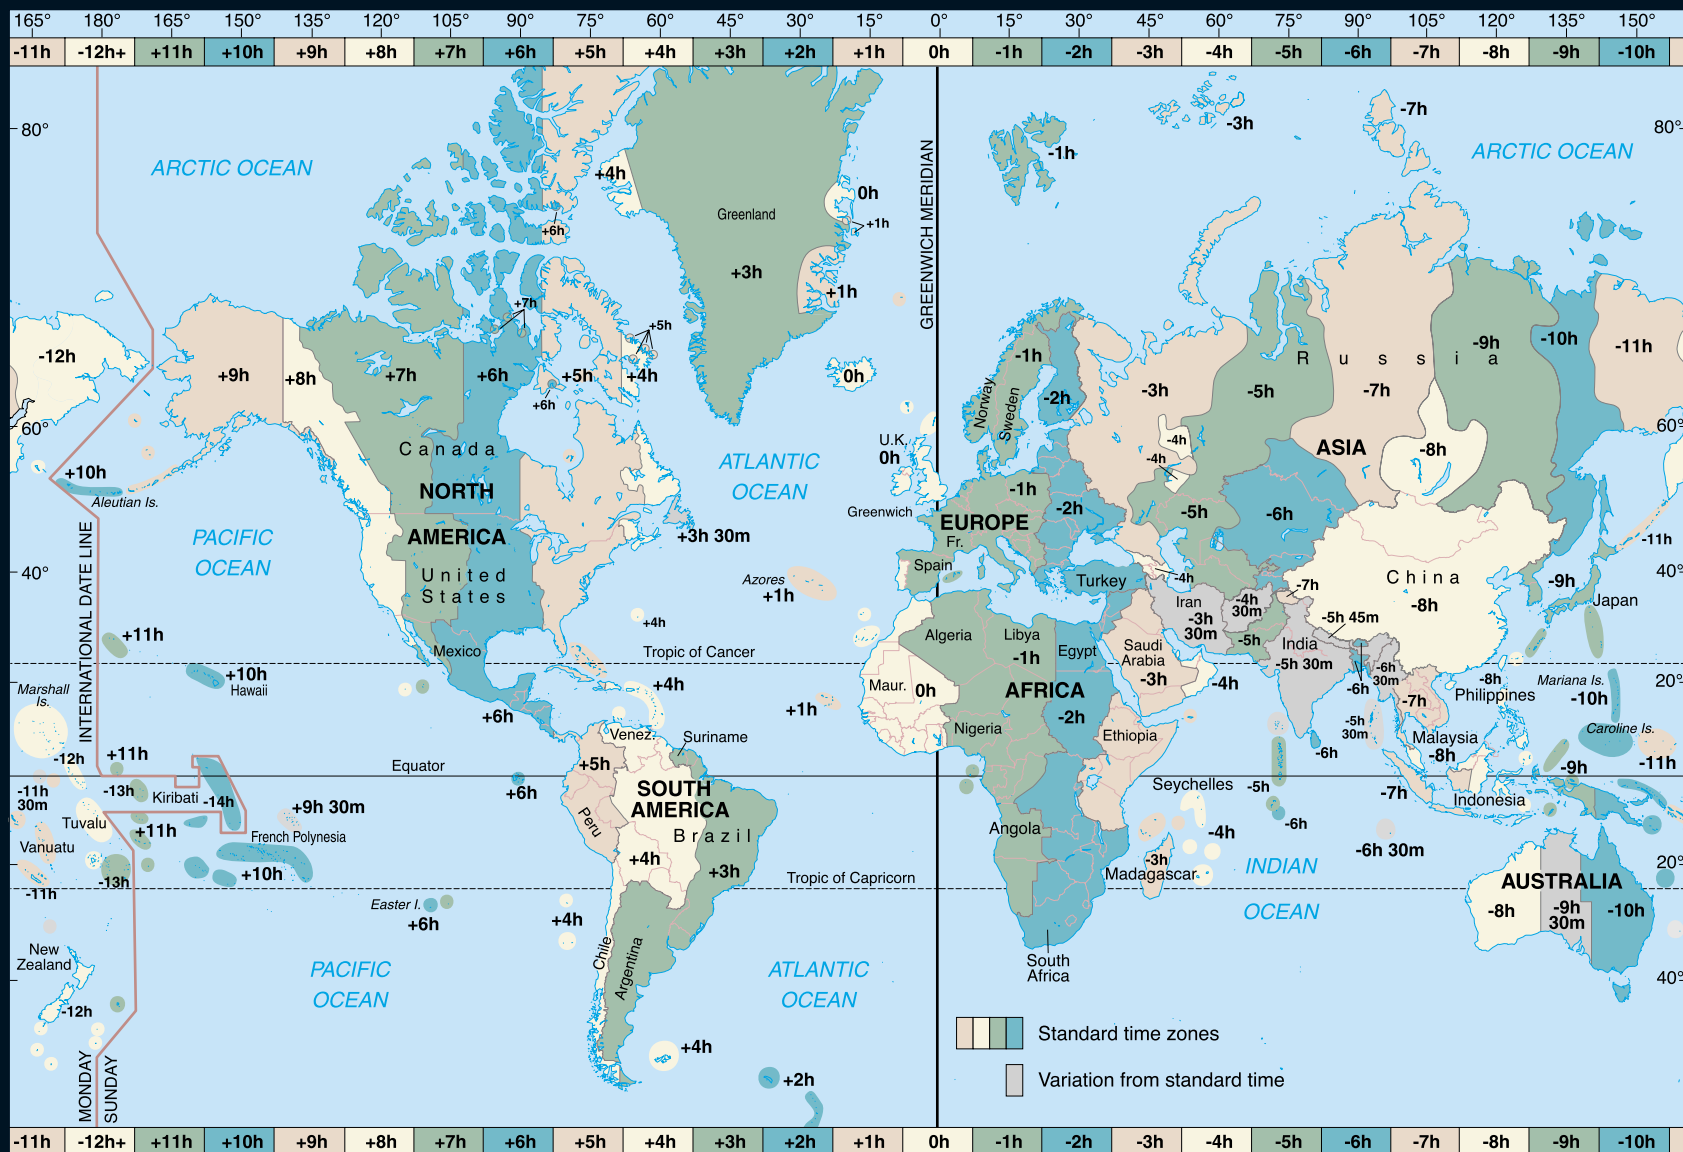 165° 180° 165° 150° 135° 120° 105° 90° 75° 60° 45° 30° 15° 0° 15° 30° 45° 60° 75° 90° 105° 120° 135° 150°
-11h -12h+ +11h +10h +9h +8h +7h +6h +5h +4h +3h +2h +1h 0h -1h -2h -3h -4h -5h -6h -7h -8h -9h -10h
-7h
-3h
80°
80°
ARCTIC OCEAN
ARCTIC OCEAN
-1h
+4h
0h
Greenland
+1h
+6h
GREENWICH MERIDIAN
+3h
+1h
+7h
+5h
-12h
+9h
+8h
+7h
+6h
+5h
+4h
+6h
0h
-1h
-2h
Norway
Sweden
-3h
-5h
Russia
-7h
-9h
-10h
-11h
60°
60°
Canada
NORTH
AMERICA
ATLANTIC
OCEAN
U.K.
0h
-4h
-4h
ASIA
-8h
+10h
Aleutian Is.
-1h
Greenwich
EUROPE
Fr.
-2h
-5h
-6h
PACIFIC
OCEAN
INTERNATIONAL DATE LINE
+3h 30m
-11h
40°
40°
United
States
Azores
+1h
Spain
Turkey
-4h
-7h
China
-8h
-9h
Japan
Iran
-3h
30m
-4h
30m
-5h 45m
+11h
+4h
Algeria
Libya
-1h
Egypt
Saudi
Arabia
-3h
-5h
India
-5h 30m
Mexico
Tropic of Cancer
+10h
Hawaii
+4h
Maur.
0h
AFRICA
-4h
-6h
-6h
30m
-8h
Philippines
Mariana Is.
-10h
20°
Marshall
Is.
+6h
+1h
-2h
-7h
-5h
30m
Nigeria
Ethiopia
Malaysia
-8h
Caroline Is.
Venez.
Suriname
-6h
-12h
+11h
Equator
+5h
-9h
-11h
-11h
30m
-13h
Kiribati
-14h
+9h 30m
+6h
SOUTH
AMERICA
Seychelles
-5h
-7h
Indonesia
Tuvalu
+11h
French Polynesia
Peru
Brazil
Angola
-4h
-6h
-6h 30m
Vanuatu
+4h
+3h
-3h
Madagascar
INDIAN
OCEAN
20°
-13h
+10h
Tropic of Capricorn
AUSTRALIA
-11h
Easter I.
+6h
+4h
-8h
-9h
30m
-10h
New
Zealand
PACIFIC
OCEAN
Chile
Argentina
ATLANTIC
OCEAN
South
Africa
40°
-12h
Standard time zones
+4h
MONDAY
SUNDAY
+2h
Variation from standard time
-11h -12h+ +11h +10h +9h +8h +7h +6h +5h +4h +3h +2h +1h 0h -1h -2h -3h -4h -5h -6h -7h -8h -9h -10h